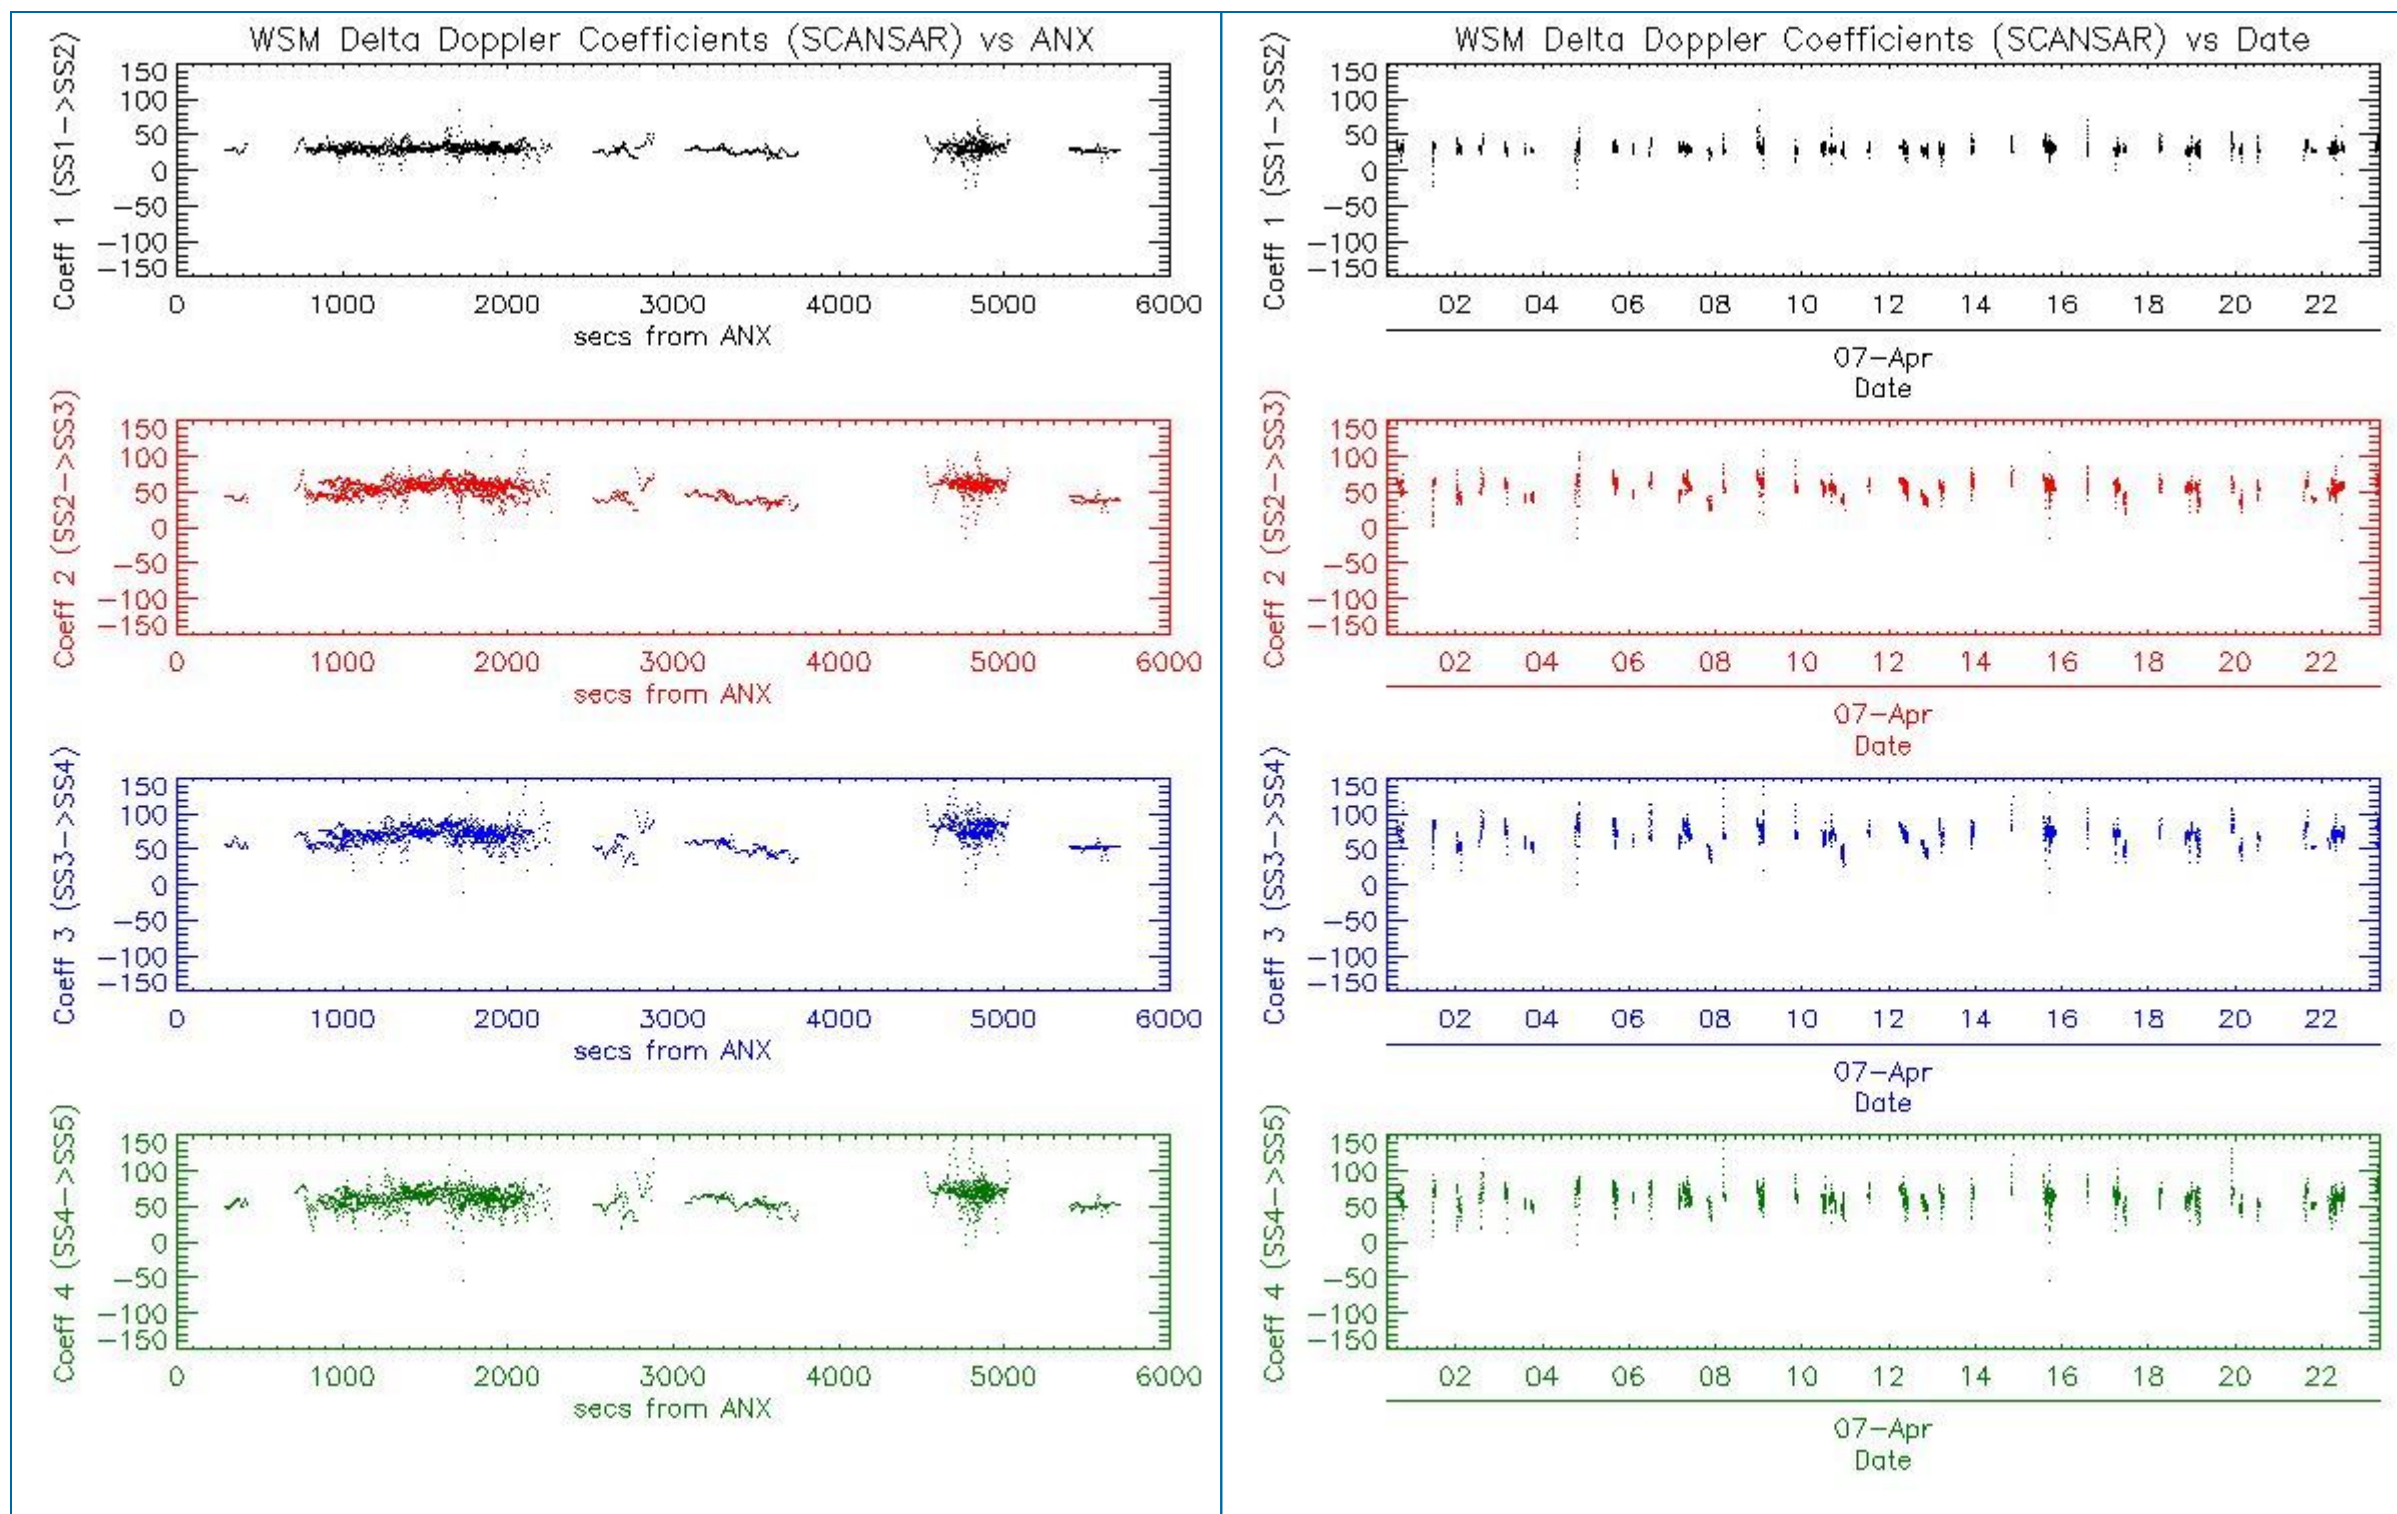 WSM Delta Doppler Coefficients (SCANSAR) vs ANX
Coeff 1 (SS1->SS2)
150
100
50
0
-50
-100
-150
0 1000 2000 3000 4000 5000 6000
secs from ANX
Coeff 2 (SS2->SS3)
150
100
50
0
-50
-100
-150
0 1000 2000 3000 4000 5000 6000
secs from ANX
Coeff 3 (SS3->SS4)
150
100
50
0
-50
-100
-150
0 1000 2000 3000 4000 5000 6000
secs from ANX
Coeff 4 (SS4->SS5)
150
100
50
0
-50
-100
-150
0 1000 2000 3000 4000 5000 6000
secs from ANX
WSM Delta Doppler Coefficients (SCANSAR) vs Date
Coeff 1 (SS1->SS2)
150
100
50
0
-50
-100
-150
02 04 06 08 10 12 14 16 18 20 22
07-Apr
Date
Coeff 2 (SS2->SS3)
150
100
50
0
-50
-100
-150
02 04 06 08 10 12 14 16 18 20 22
07-Apr
Date
Coeff 3 (SS3->SS4)
150
100
50
0
-50
-100
-150
02 04 06 08 10 12 14 16 18 20 22
07-Apr
Date
Coeff 4 (SS4->SS5)
150
100
50
0
-50
-100
-150
02 04 06 08 10 12 14 16 18 20 22
07-Apr
Date